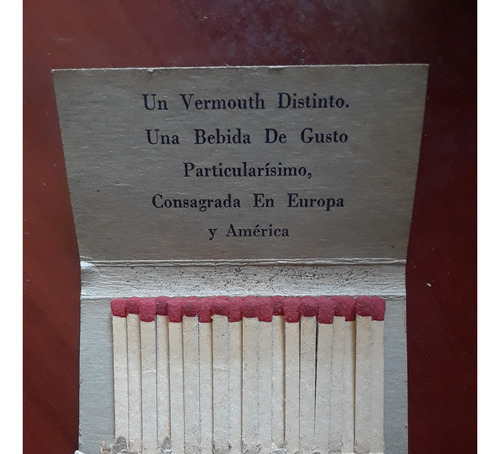 Un Vermouth Distinto.
Una Bebida De Gusto
Particularísimo,
Consagrada En Europa
y América